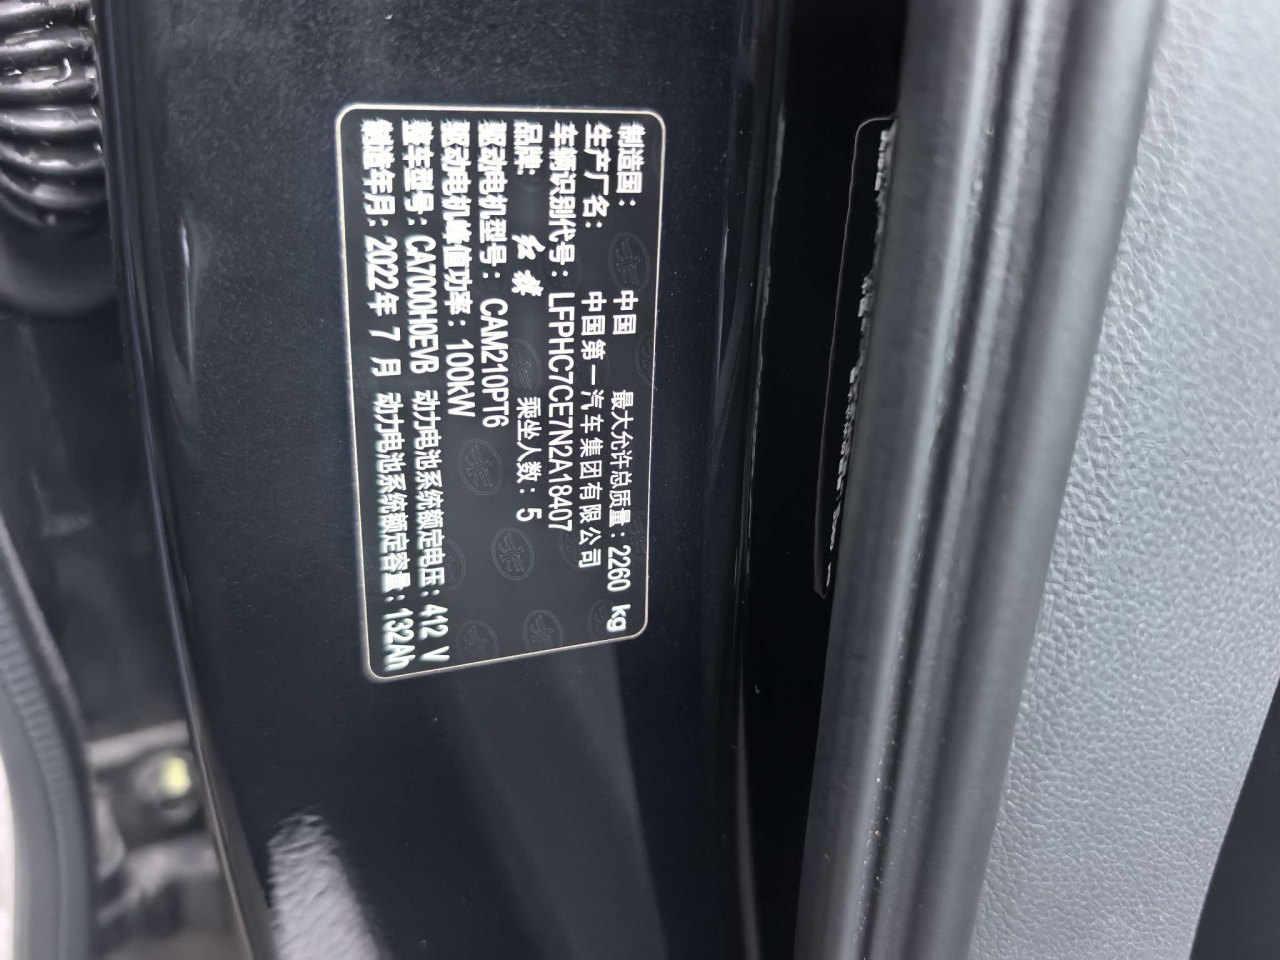 制造国： 中国 最大允许总质量：2260 kg
生产厂名： 中国第一汽车集团有限公司
车辆识别代号：LFPHC7CE7N2A18407
品牌： 红旗 乘坐人数：5
驱动电机型号：CAM210PT6
驱动电机峰值功率：100kW
整车型号：CA7000H0EVB 动力电池系统额定电压：412 V
制造年月：2022年 7 月 动力电池系统额定容量：132Ah